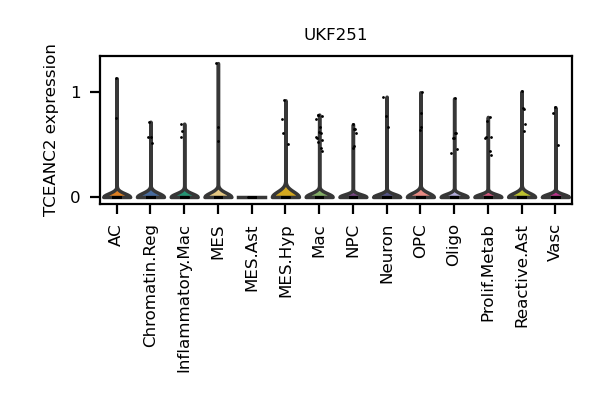 UKF251
TCEANC2 expression
1
0
AC
Chromatin.Reg
Inflammatory.Mac
MES
MES.Ast
MES.Hyp
Mac
NPC
Neuron
OPC
Oligo
Prolif.Metab
Reactive.Ast
Vasc